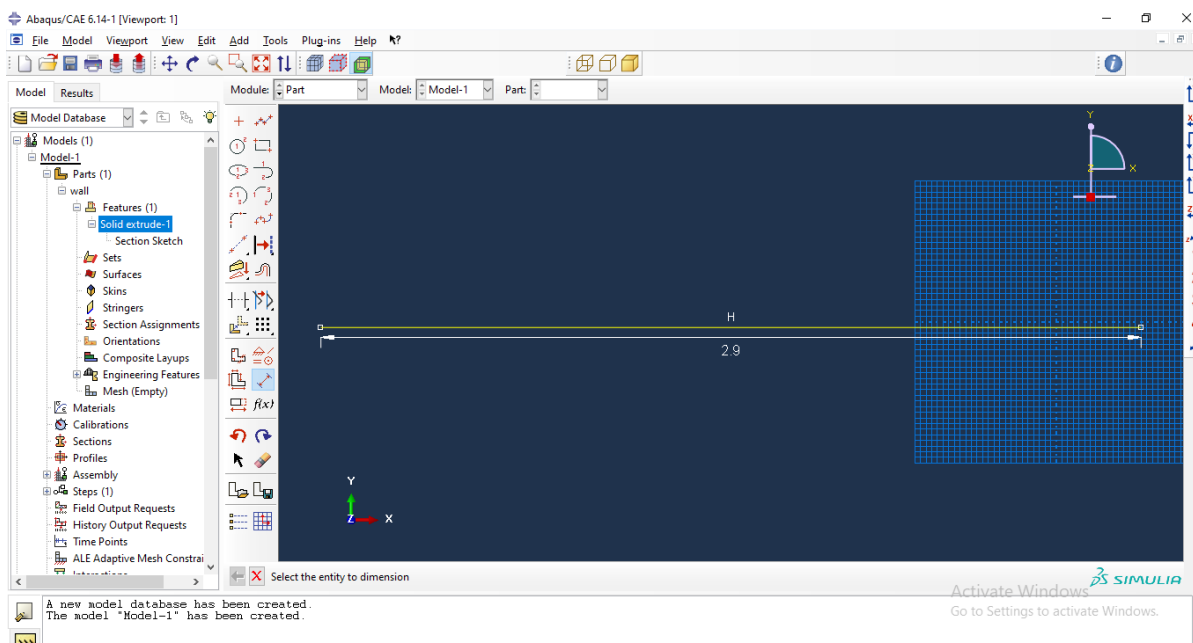 Abaqus/CAE 6.14-1 [Viewport: 1]
File Model Viewport View Edit Add Tools Plug-ins Help
Model Results
Module: Part Model: Model-1 Part:
Model Database
Models (1)
Model-1
Parts (1)
wall
Features (1)
Solid extrude-1
Section Sketch
Sets
Surfaces
Skins
Stringers
Section Assignments
Orientations
Composite Layups
Engineering Features
Mesh (Empty)
Materials
Calibrations
Sections
Profiles
Assembly
Steps (1)
Field Output Requests
History Output Requests
Time Points
ALE Adaptive Mesh Constrai
f(x)
Y
X
Z
H
2.9
Y
Z X
Select the entity to dimension
SIMULIA
Activate Windows
Go to Settings to activate Windows.
A new model database has been created.
The model "Model-1" has been created.